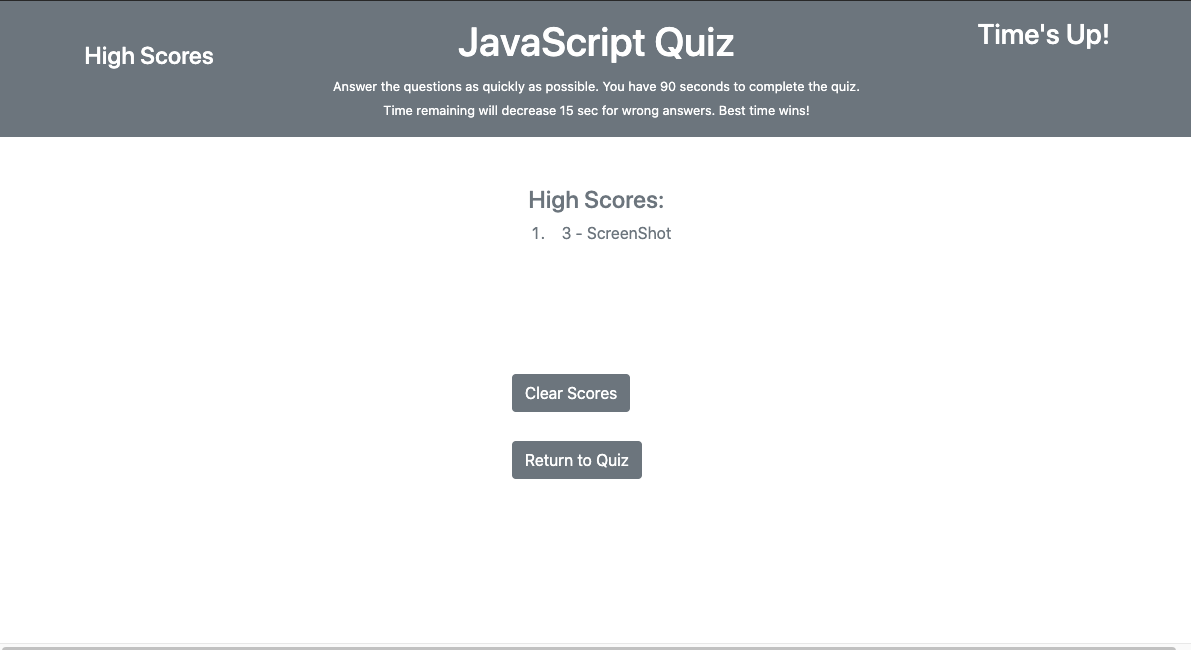 High Scores
JavaScript Quiz
Time's Up!
Answer the questions as quickly as possible. You have 90 seconds to complete the quiz.
Time remaining will decrease 15 sec for wrong answers. Best time wins!
High Scores:
1. 3 - ScreenShot
Clear Scores
Return to Quiz